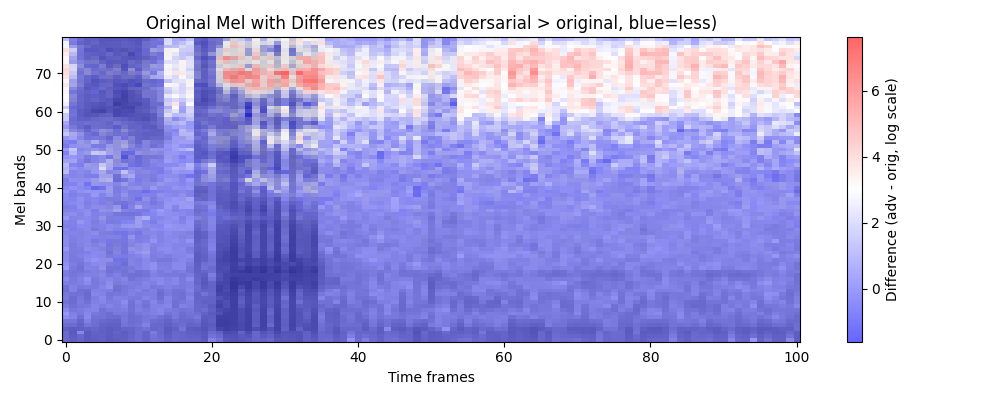 Original Mel with Differences (red=adversarial > original, blue=less)
Mel bands
70
60
50
40
30
20
10
0
0 20 40 60 80 100
Time frames
6
4
2
0
Difference (adv - orig, log scale)